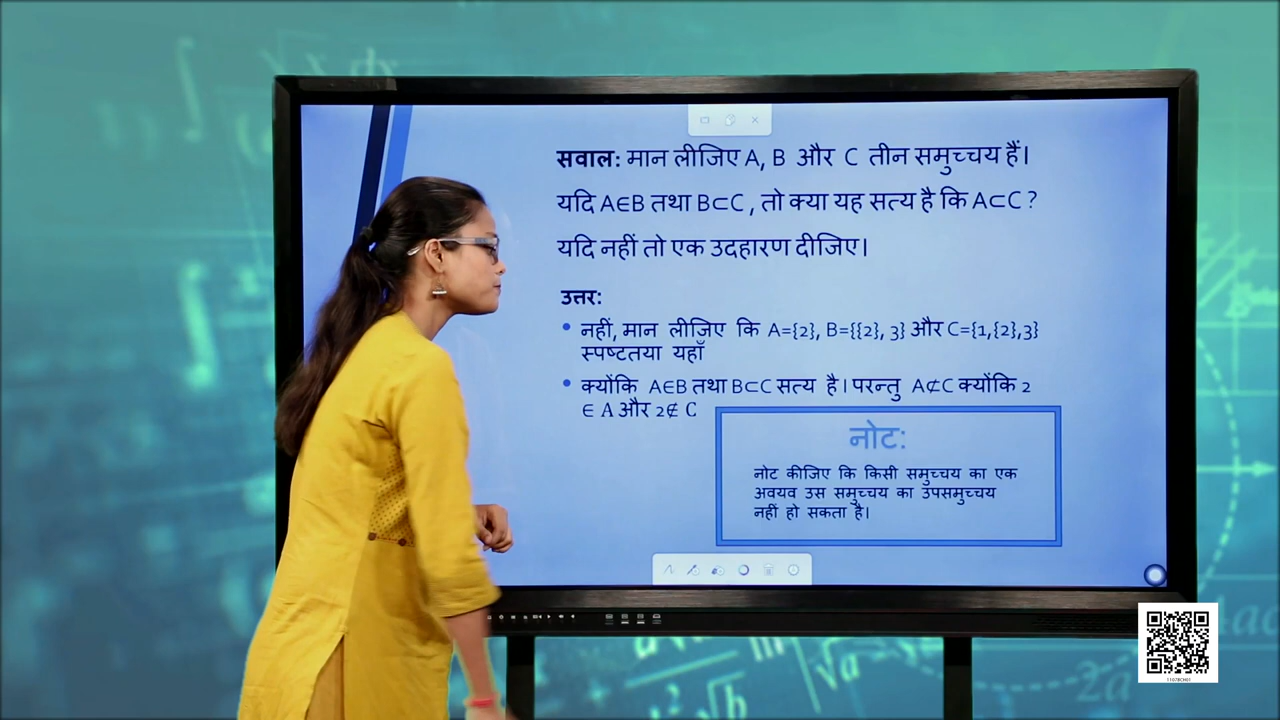 सवाल: मान लीजिए A, B और C तीन समुच्चय हैं।
यदि A∈B तथा B⊂C, तो क्या यह सत्य है कि A⊂C ?
यदि नहीं तो एक उदहारण दीजिए।
उत्तर:
• नहीं, मान लीजिए कि A={2}, B={{2}, 3} और C={1,{2},3}
स्पष्टतया यहाँ
• क्योंकि A∈B तथा B⊂C सत्य है। परन्तु A⊄C क्योंकि 2
∈ A और 2∉ C
नोट:
नोट कीजिए कि किसी समुच्चय का एक
अवयव उस समुच्चय का उपसमुच्चय
नहीं हो सकता है।